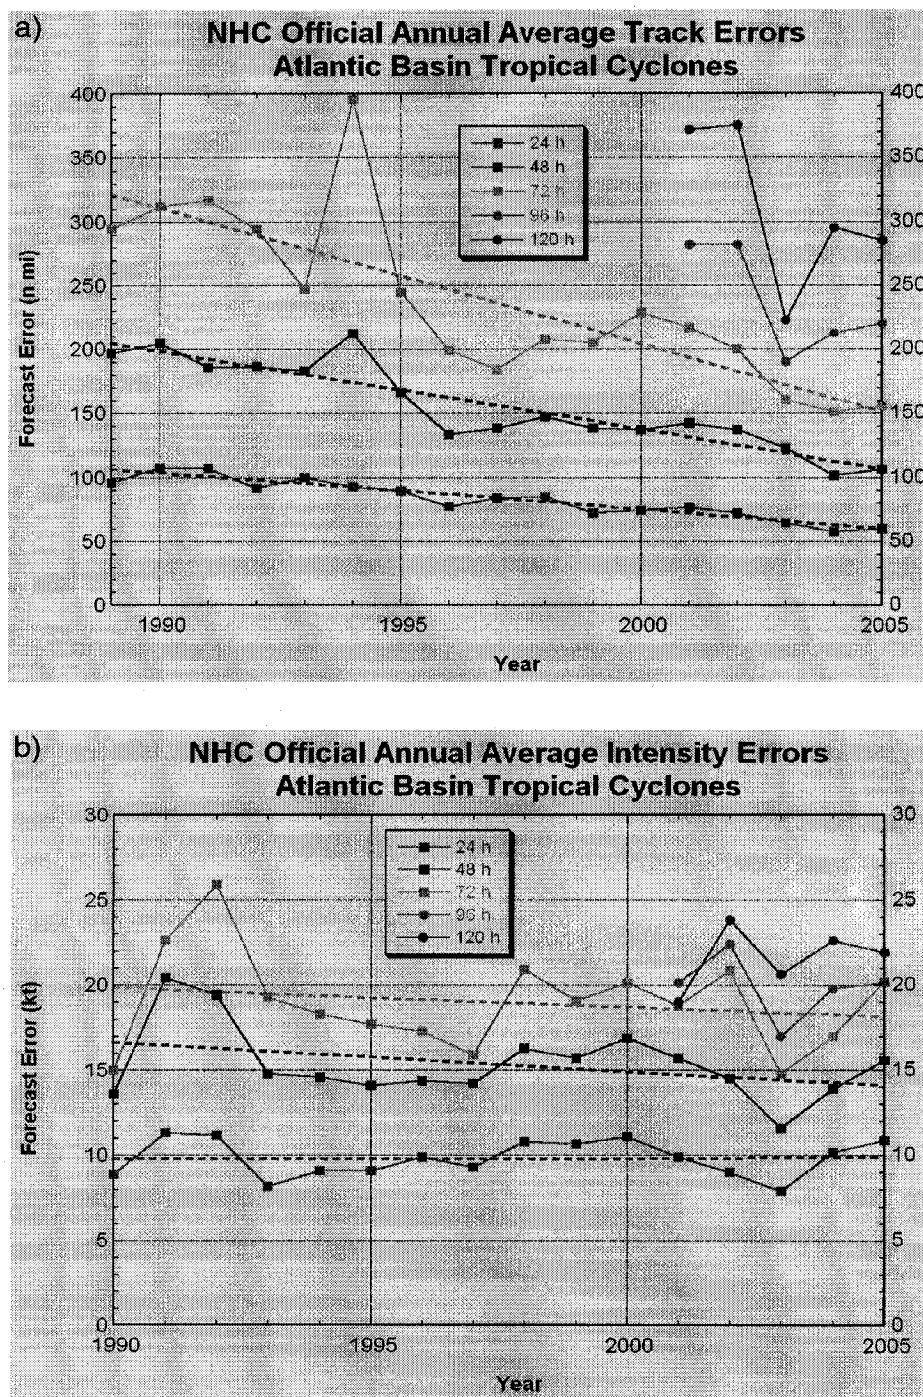 a)
NHC Official Annual Average Track Errors
Atlantic Basin Tropical Cyclones
400
350
300
250
200
150
100
50
0
Forecast Error (n mi)
24 h
48 h
72 h
96 h
120 h
400
350
300
250
200
150
100
50
0
1990
1995
2000
2005
Year
b)
NHC Official Annual Average Intensity Errors
Atlantic Basin Tropical Cyclones
30
25
20
15
10
5
0
Forecast Error (kt)
24 h
48 h
72 h
96 h
120 h
30
25
20
15
10
5
0
1990
1995
2000
2005
Year